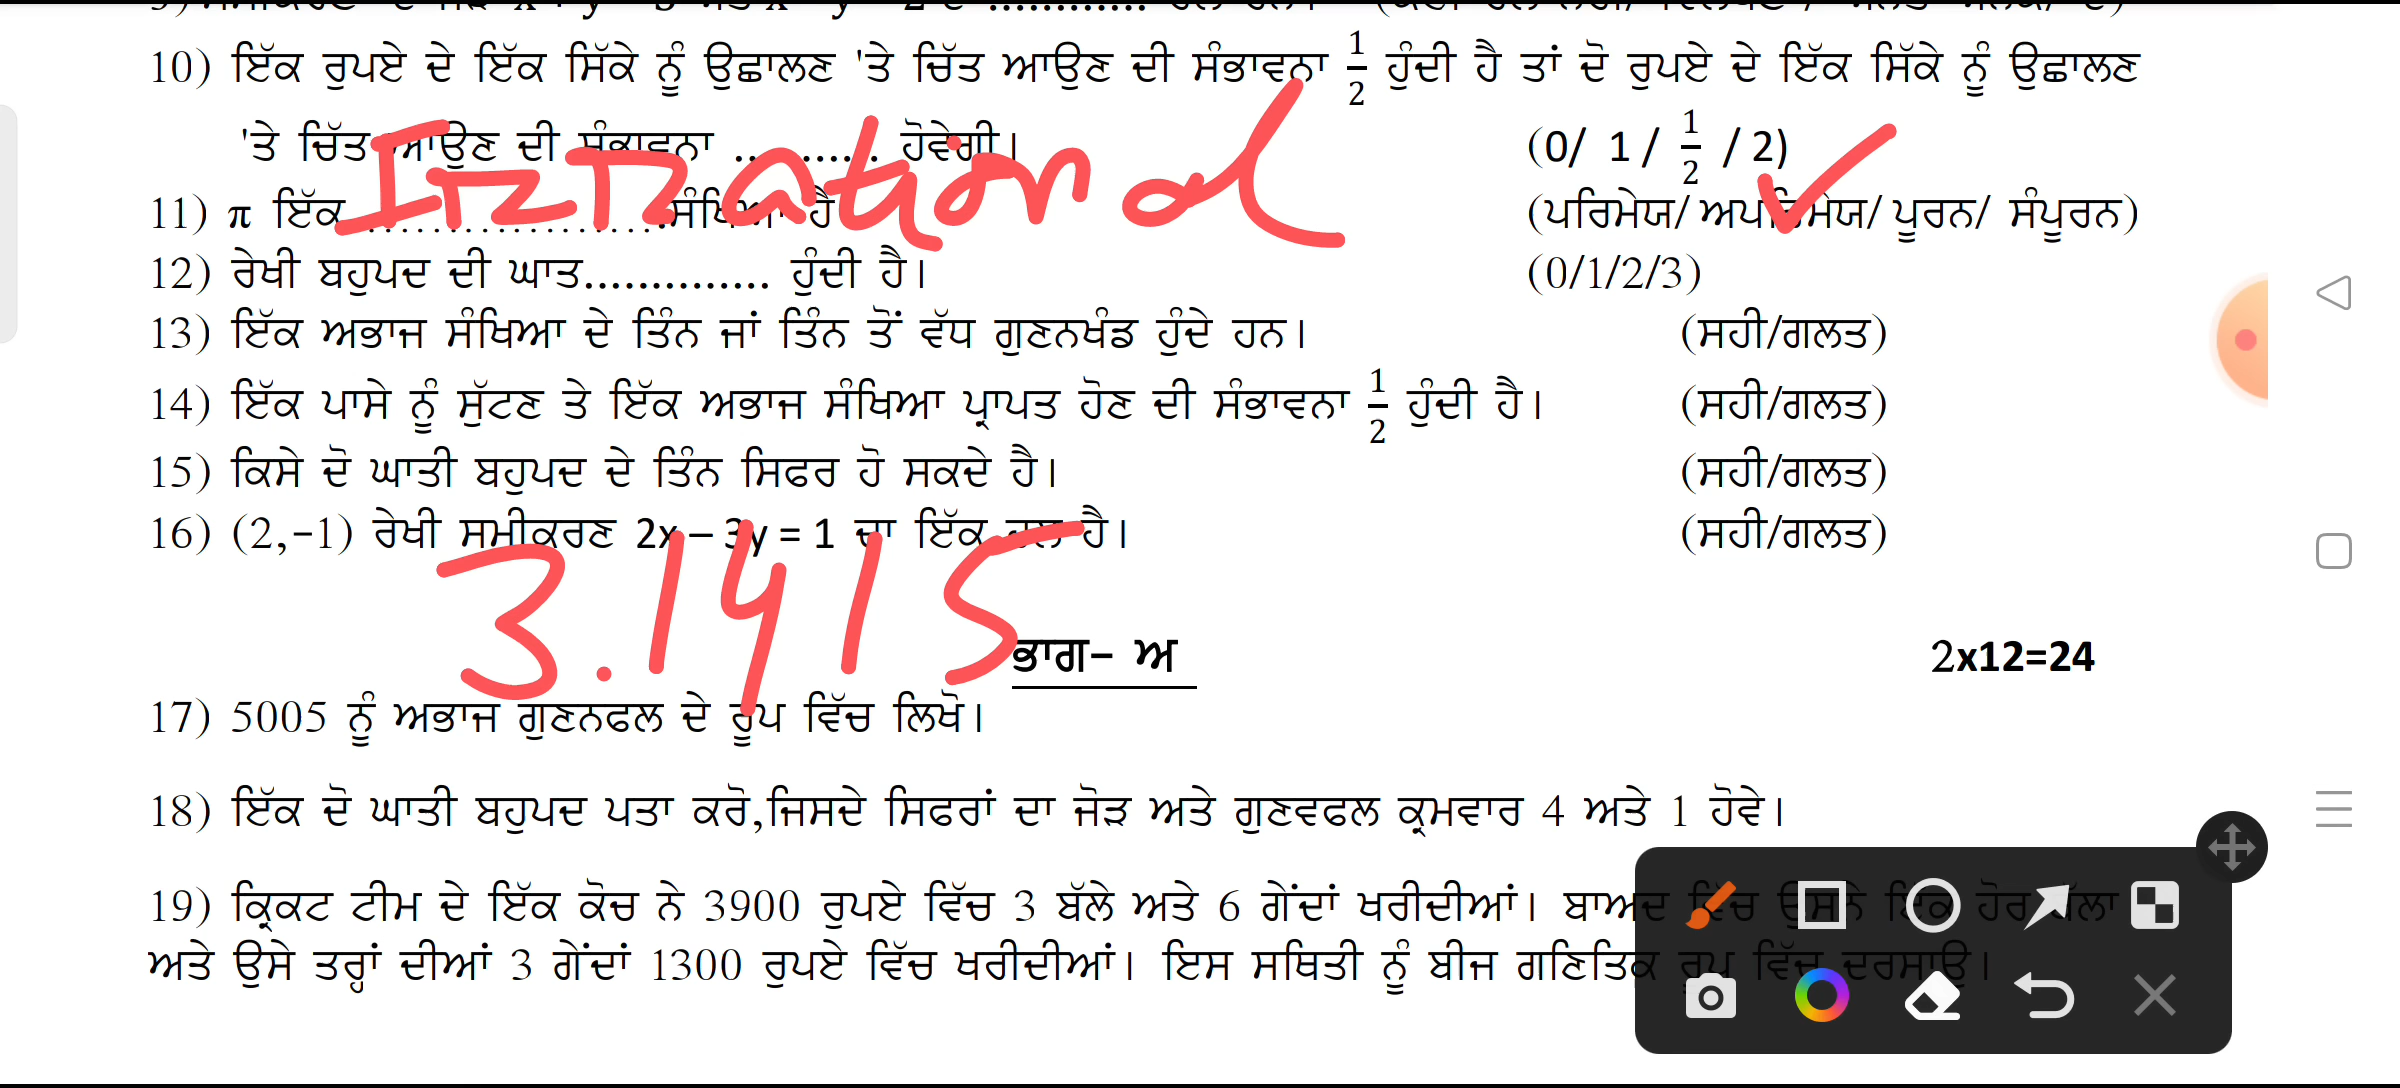 10) ਇੱਕ ਰੁਪਏ ਦੇ ਇੱਕ ਸਿੱਕੇ ਨੂੰ ਉਛਾਲਣ 'ਤੇ ਚਿੱਤ ਆਉਣ ਦੀ ਸੰਭਾਵਨਾ 1/2 ਹੁੰਦੀ ਹੈ ਤਾਂ ਦੋ ਰੁਪਏ ਦੇ ਇੱਕ ਸਿੱਕੇ ਨੂੰ ਉਛਾਲਣ
'ਤੇ ਚਿੱਤ ਆਉਣ ਦੀ ਸੰਭਾਵਨਾ ........... ਹੋਵੇਗੀ। (0/ 1 / 1/2 / 2)
Irrational
11) π ਇੱਕ......................ਸੰਖਿਆ ਹੈ (ਪਰਿਮੇਯ/ ਅਪਰਿਮੇਯ/ ਪੂਰਨ/ ਸੰਪੂਰਨ)
12) ਰੇਖੀ ਬਹੁਪਦ ਦੀ ਘਾਤ.............. ਹੁੰਦੀ ਹੈ। (0/1/2/3)
13) ਇੱਕ ਅਭਾਜ ਸੰਖਿਆ ਦੇ ਤਿੰਨ ਜਾਂ ਤਿੰਨ ਤੋਂ ਵੱਧ ਗੁਣਨਖੰਡ ਹੁੰਦੇ ਹਨ। (ਸਹੀ/ਗਲਤ)
14) ਇੱਕ ਪਾਸੇ ਨੂੰ ਸੁੱਟਣ ਤੇ ਇੱਕ ਅਭਾਜ ਸੰਖਿਆ ਪ੍ਰਾਪਤ ਹੋਣ ਦੀ ਸੰਭਾਵਨਾ 1/2 ਹੁੰਦੀ ਹੈ। (ਸਹੀ/ਗਲਤ)
15) ਕਿਸੇ ਦੋ ਘਾਤੀ ਬਹੁਪਦ ਦੇ ਤਿੰਨ ਸਿਫਰ ਹੋ ਸਕਦੇ ਹੈ। (ਸਹੀ/ਗਲਤ)
16) (2,-1) ਰੇਖੀ ਸਮੀਕਰਣ 2x – 3y = 1 ਦਾ ਇੱਕ ਹਲ ਹੈ। (ਸਹੀ/ਗਲਤ)
3.1415
ਭਾਗ– ਅ 2x12=24
17) 5005 ਨੂੰ ਅਭਾਜ ਗੁਣਨਫਲ ਦੇ ਰੂਪ ਵਿੱਚ ਲਿਖੋ।
18) ਇੱਕ ਦੋ ਘਾਤੀ ਬਹੁਪਦ ਪਤਾ ਕਰੋ,ਜਿਸਦੇ ਸਿਫਰਾਂ ਦਾ ਜੋੜ ਅਤੇ ਗੁਣਵਫਲ ਕ੍ਰਮਵਾਰ 4 ਅਤੇ 1 ਹੋਵੇ।
19) ਕ੍ਰਿਕਟ ਟੀਮ ਦੇ ਇੱਕ ਕੋਚ ਨੇ 3900 ਰੁਪਏ ਵਿੱਚ 3 ਬੱਲੇ ਅਤੇ 6 ਗੇਂਦਾਂ ਖਰੀਦੀਆਂ। ਬਾਅਦ ਵਿੱਚ ਉਸਨੇ ਇੱਕ ਹੋਰ ਬੱਲਾ
ਅਤੇ ਉਸੇ ਤਰ੍ਹਾਂ ਦੀਆਂ 3 ਗੇਂਦਾਂ 1300 ਰੁਪਏ ਵਿੱਚ ਖਰੀਦੀਆਂ। ਇਸ ਸਥਿਤੀ ਨੂੰ ਬੀਜ ਗਣਿਤਿਕ ਰੂਪ ਵਿੱਚ ਦਰਸਾਉ।